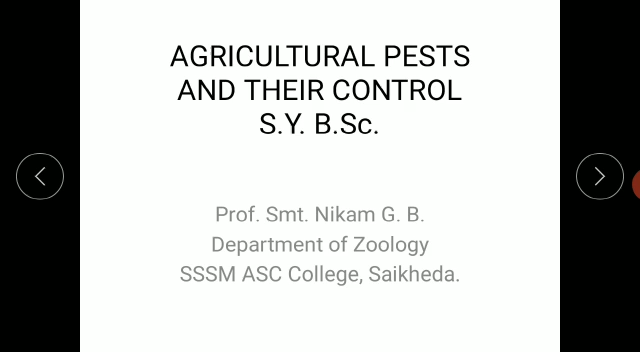 AGRICULTURAL PESTS
AND THEIR CONTROL
S.Y. B.Sc.
Prof. Smt. Nikam G. B.
Department of Zoology
SSSM ASC College, Saikheda.